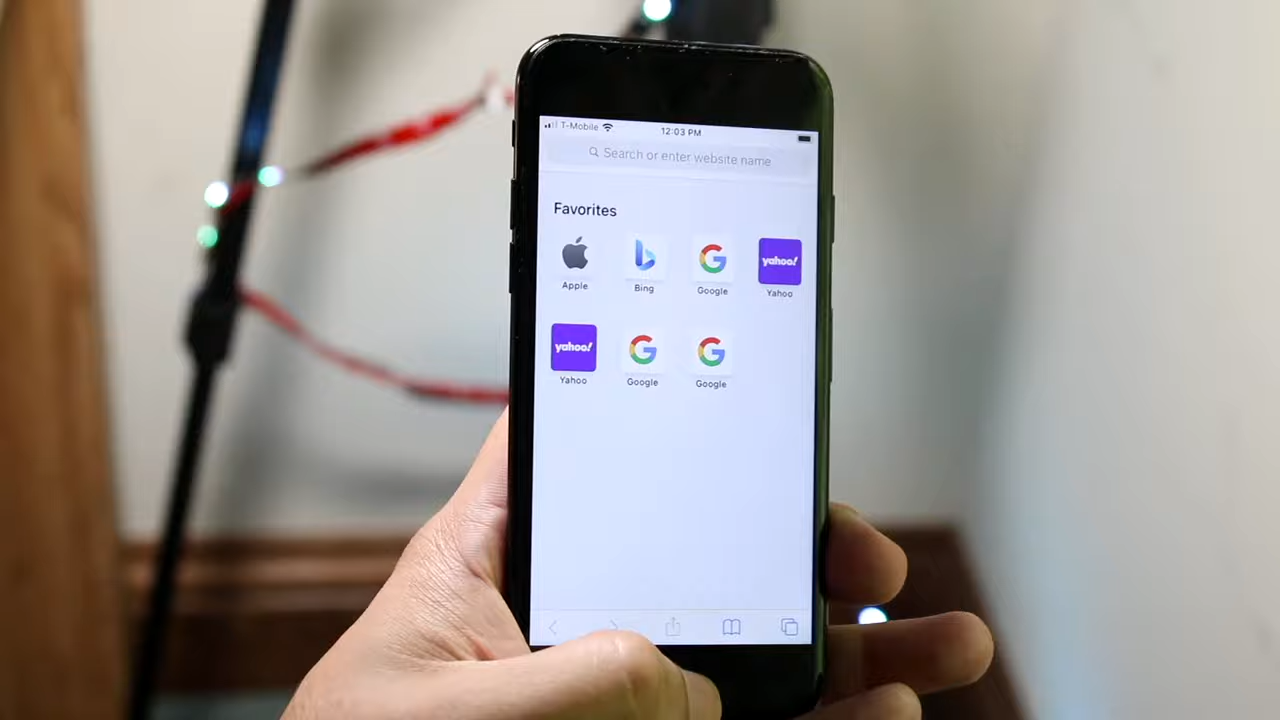 T-Mobile 12:03 PM
Search or enter website name
Favorites
yahoo!
Apple Bing Google Yahoo
yahoo!
Yahoo Google Google